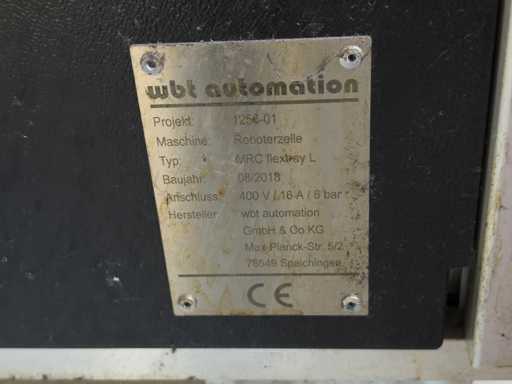 wbt automation
Projekt: 1256-01
Maschine: Roboterzelle
Typ: MRC flextray L
Baujahr: 08/2018
Anschluss: 400 V / 16 A / 6 bar
Hersteller: wbt automation
GmbH & Co KG
Max-Planck-Str. 5/2
78549 Spaichingen
CE